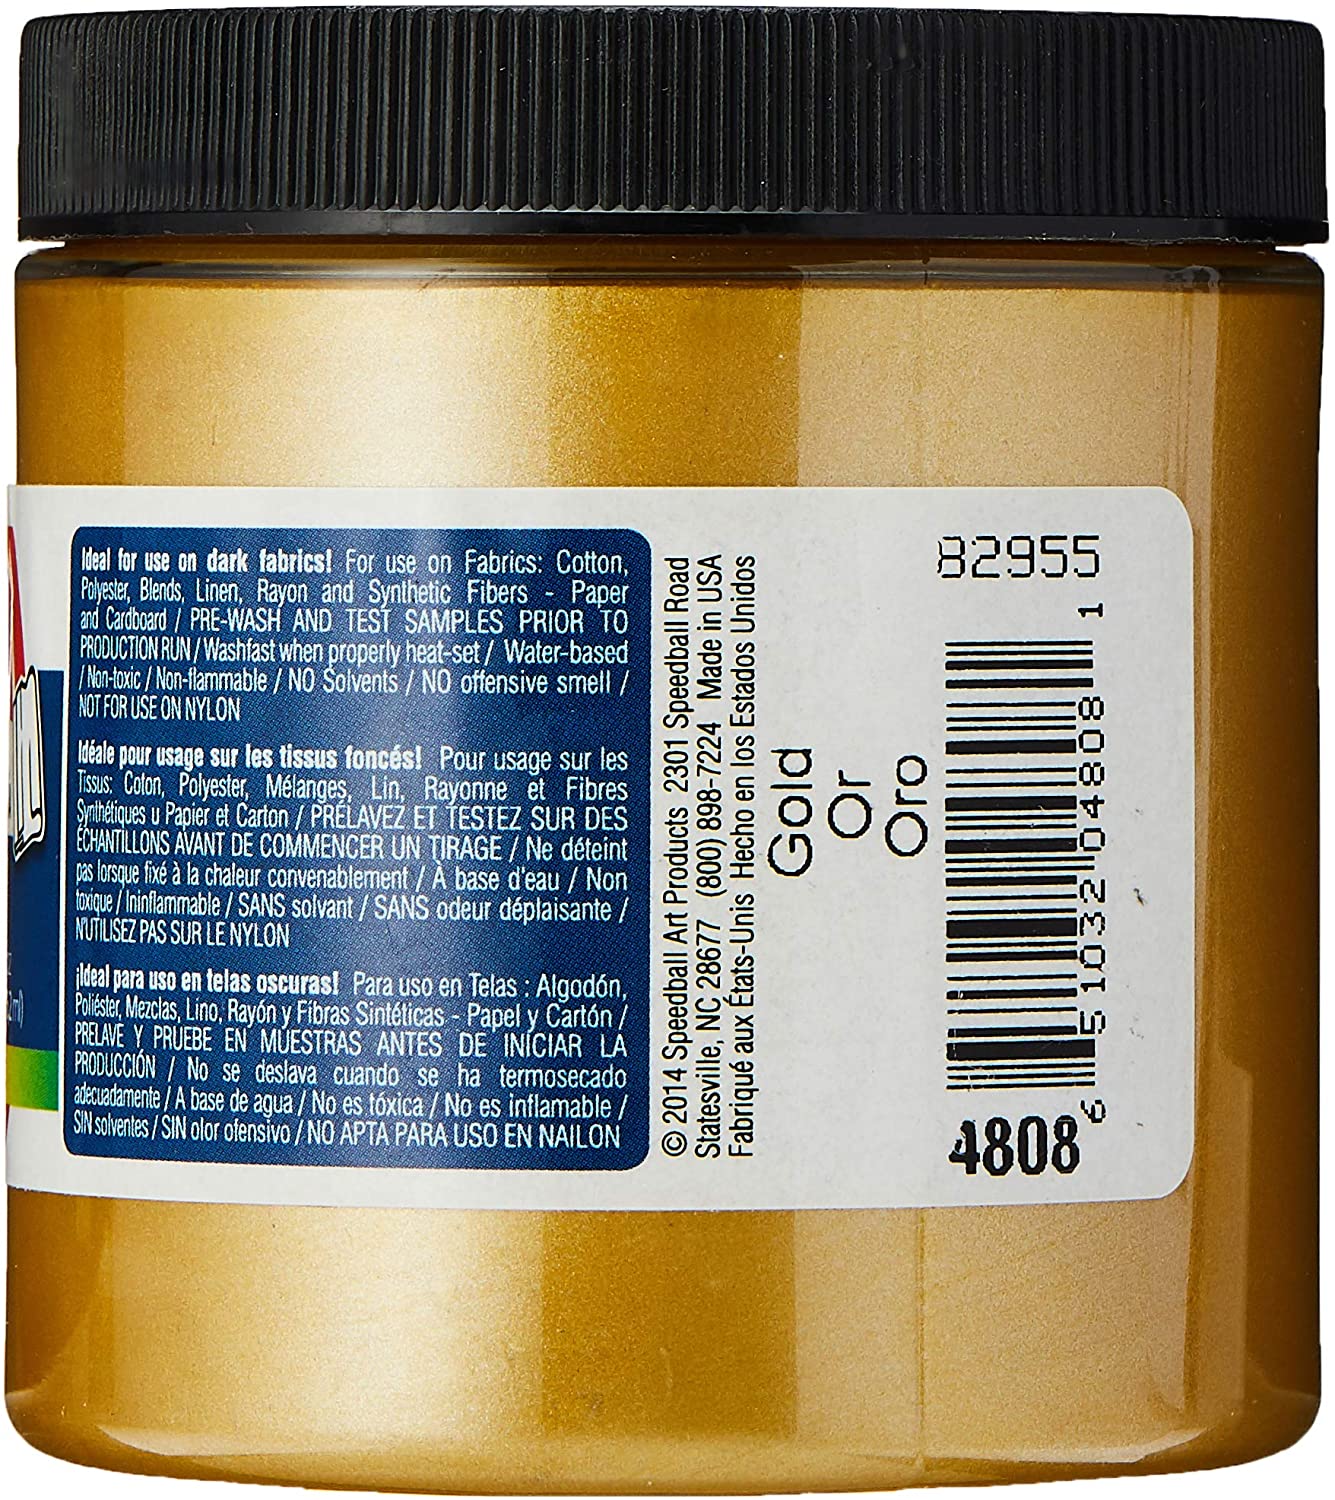 Ideal for use on dark fabrics! For use on Fabrics: Cotton,
Polyester, Blends, Linen, Rayon and Synthetic Fibers - Paper
and Cardboard / PRE-WASH AND TEST SAMPLES PRIOR TO
PRODUCTION RUN / Washfast when properly heat-set / Water-based
/ Non-toxic / Non-flammable / NO Solvents / NO offensive smell /
NOT FOR USE ON NYLON
Idéale pour usage sur les tissus foncés! Pour usage sur les
Tissus: Coton, Polyester, Mélanges, Lin, Rayonne et Fibres
Synthétiques u Papier et Carton / PRÉLAVEZ ET TESTEZ SUR DES
ÉCHANTILLONS AVANT DE COMMENCER UN TIRAGE / Ne déteint
pas lorsque fixé à la chaleur convenablement / À base d'eau / Non
toxique / Ininflammable / SANS solvant / SANS odeur déplaisante /
N'UTILISEZ PAS SUR LE NYLON
¡Ideal para uso en telas oscuras! Para uso en Telas : Algodón,
Poliéster, Mezclas, Lino, Rayón y Fibras Sintéticas - Papel y Cartón /
PRELAVE Y PRUEBE EN MUESTRAS ANTES DE INICIAR LA
PRODUCCIÓN / No se deslava cuando se ha termosecado
adecuadamente / A base de agua / No es tóxica / No es inflamable /
SIN solventes / SIN olor ofensivo / NO APTA PARA USO EN NAILON
© 2014 Speedball Art Products 2301 Speedball Road
Statesville, NC 28677 (800) 898-7224 Made in USA
Fabriqué aux États-Unis Hecho en los Estados Unidos
Gold
Or
Oro
82955
6 51032 04808 1
4808